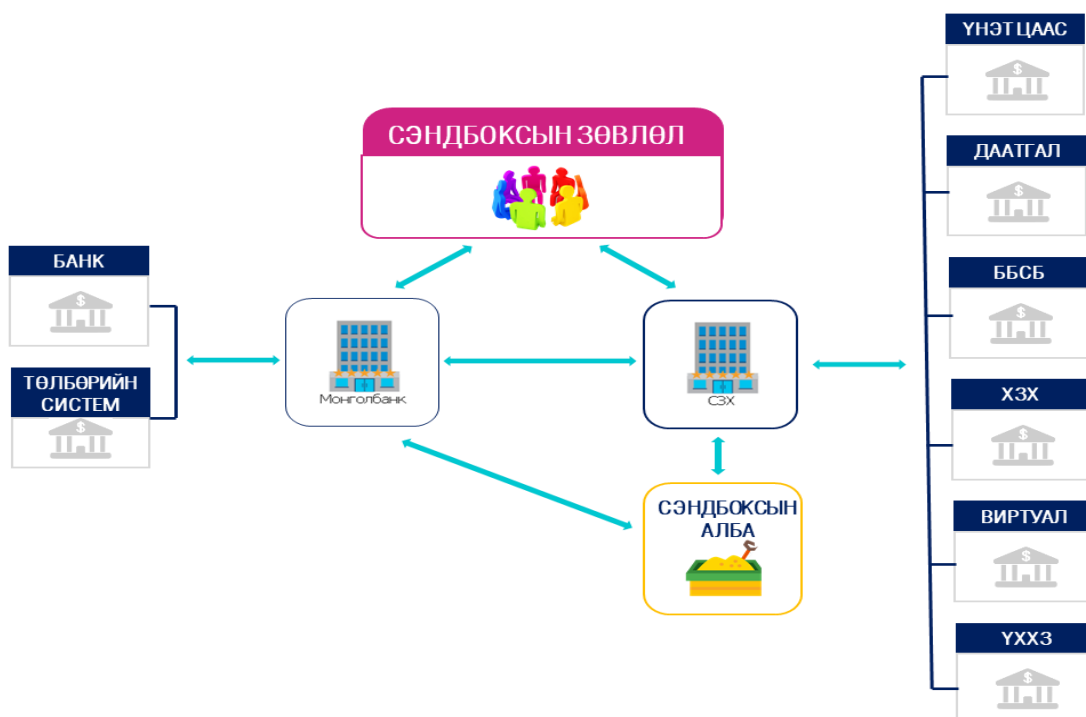 СЭНДБОКСЫН ЗӨВЛӨЛ
БАНК
ТӨЛБӨРИЙН
СИСТЕМ
Монголбанк
СЗХ
СЭНДБОКСЫН
АЛБА
ҮНЭТ ЦААС
ДААТГАЛ
ББСБ
ХЗХ
ВИРТУАЛ
ҮХХЗ